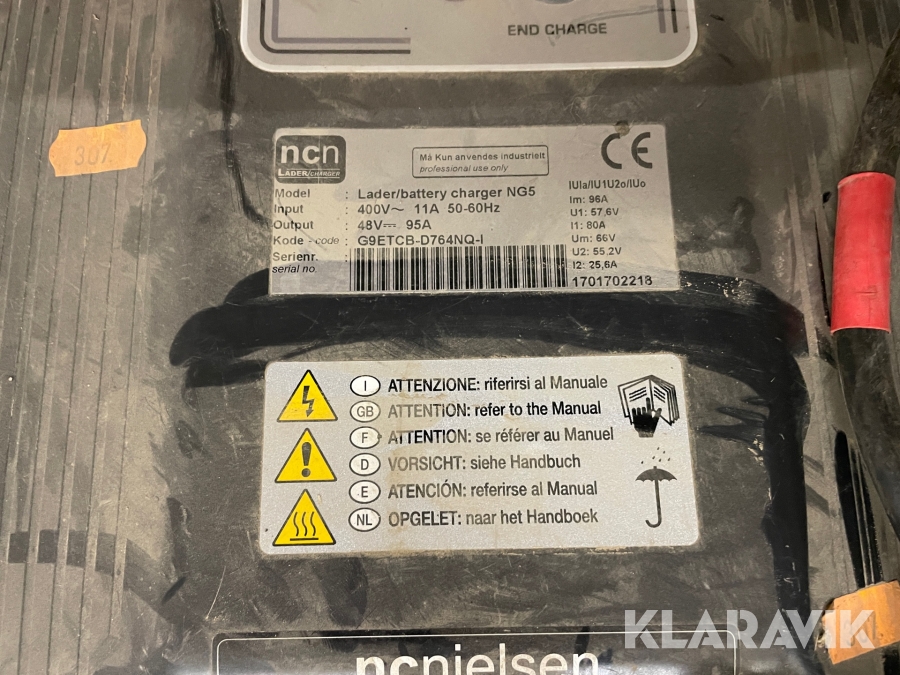 END CHARGE
307
ncn
LADER/CHARGER
Må Kun anvendes industrielt
professional use only
CE
Model : Lader/battery charger NG5
Input : 400V~ 11A 50-60Hz
Output : 48V⎓ 95A
Kode - code : G9ETCB-D764NQ-I
Serienr. :
serial no.
IUIa/IU1U2o/IUo
Im: 96A
U1: 57,6V
I1: 80A
Um: 66V
U2: 55,2V
I2: 25,6A
1701702218
I ATTENZIONE: riferirsi al Manuale
GB ATTENTION: refer to the Manual
F ATTENTION: se référer au Manuel
D VORSICHT: siehe Handbuch
E ATENCIÓN: referirse al Manual
NL OPGELET: naar het Handboek
KLARAVIK
ncnielsen